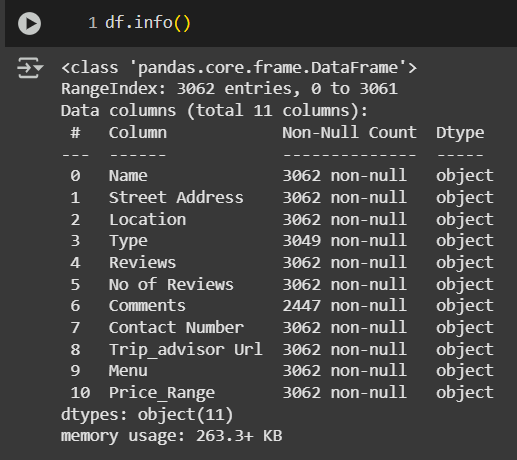 1 df.info()
<class 'pandas.core.frame.DataFrame'>
RangeIndex: 3062 entries, 0 to 3061
Data columns (total 11 columns):
 #   Column           Non-Null Count  Dtype
---  ------           --------------  -----
 0   Name             3062 non-null   object
 1   Street Address   3062 non-null   object
 2   Location         3062 non-null   object
 3   Type             3049 non-null   object
 4   Reviews          3062 non-null   object
 5   No of Reviews    3062 non-null   object
 6   Comments         2447 non-null   object
 7   Contact Number   3062 non-null   object
 8   Trip_advisor Url 3062 non-null   object
 9   Menu             3062 non-null   object
 10  Price_Range      3062 non-null   object
dtypes: object(11)
memory usage: 263.3+ KB